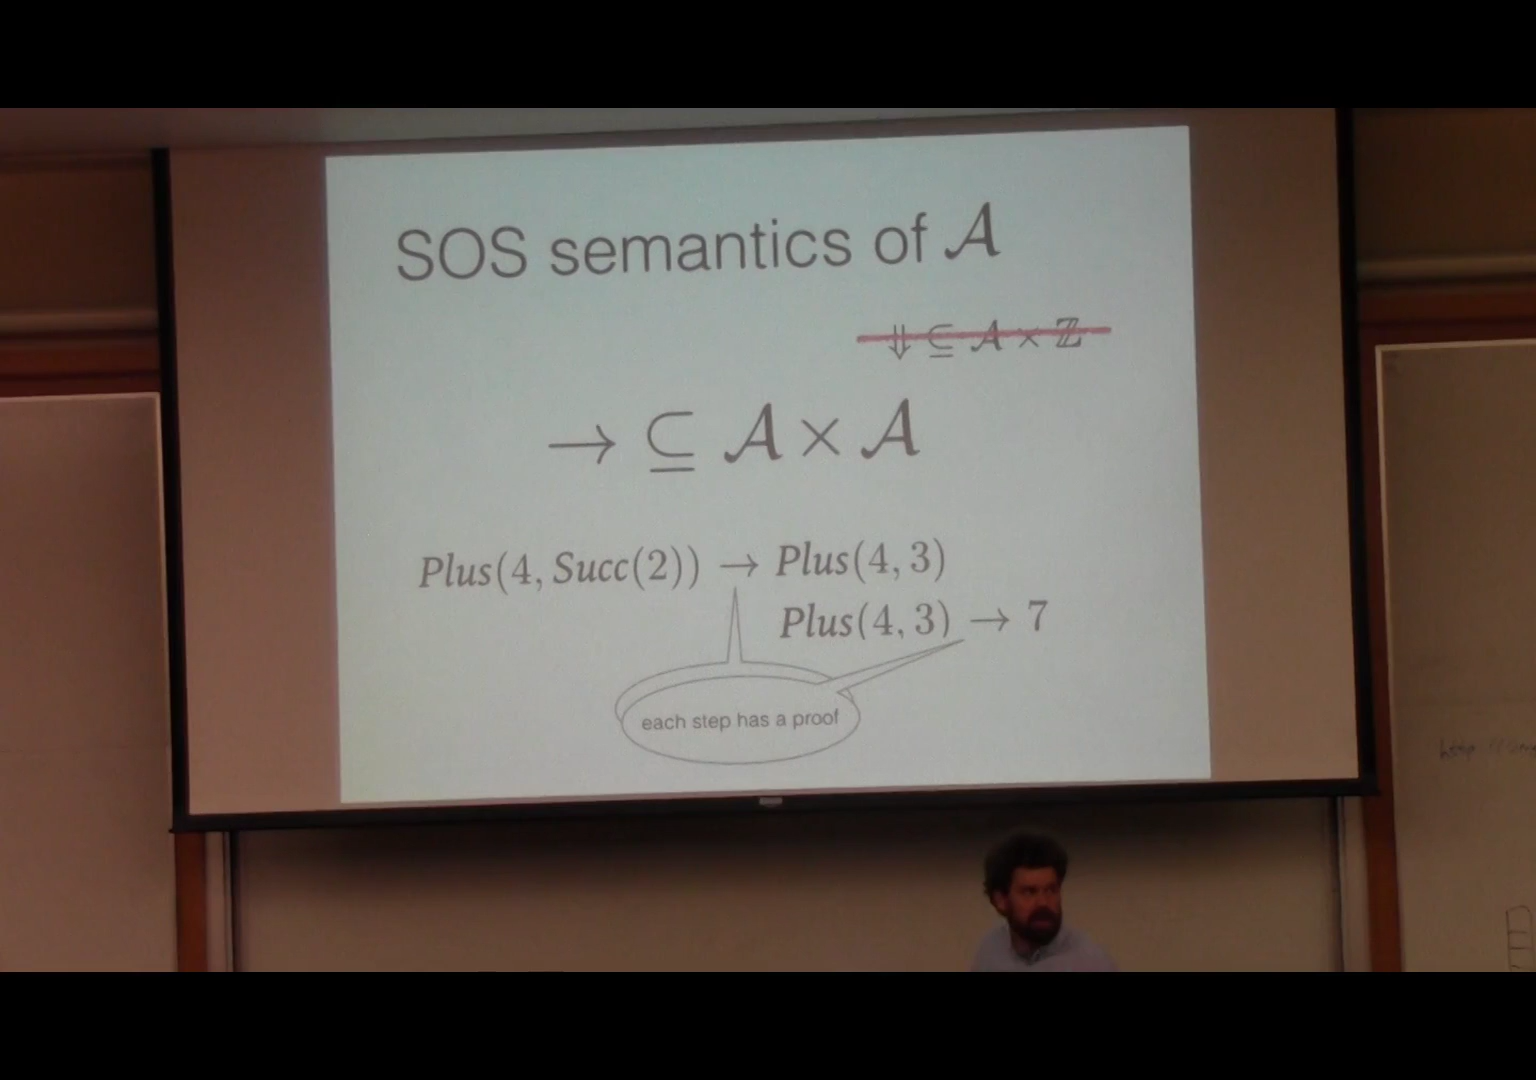 SOS semantics of 𝒜
⇓ ⊆ 𝒜 × ℤ
→ ⊆ 𝒜 × 𝒜
Plus(4, Succ(2)) → Plus(4, 3)
Plus(4, 3) → 7
each step has a proof